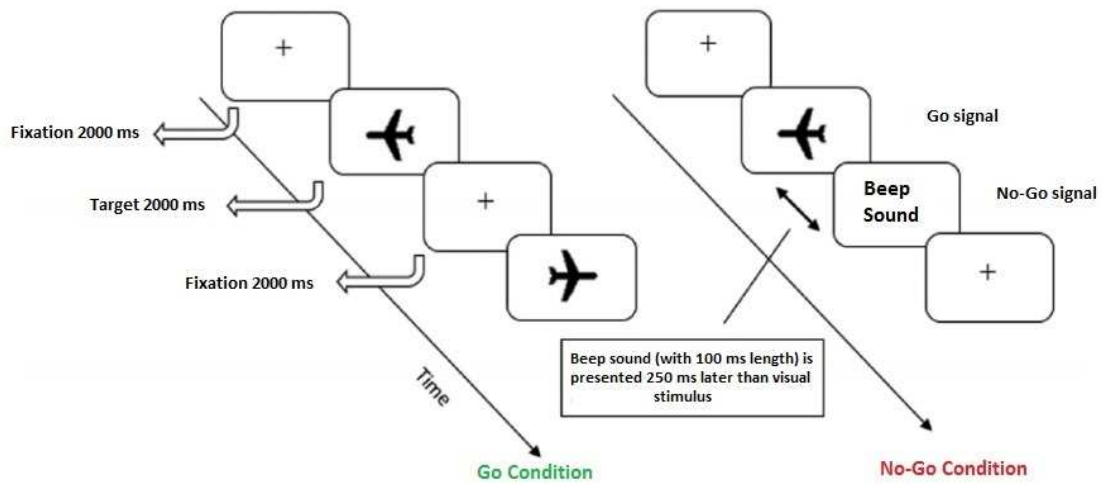 Fixation 2000 ms
Target 2000 ms
Fixation 2000 ms
Time
Go Condition
Go signal
Beep
Sound
No-Go signal
Beep sound (with 100 ms length) is
presented 250 ms later than visual
stimulus
No-Go Condition